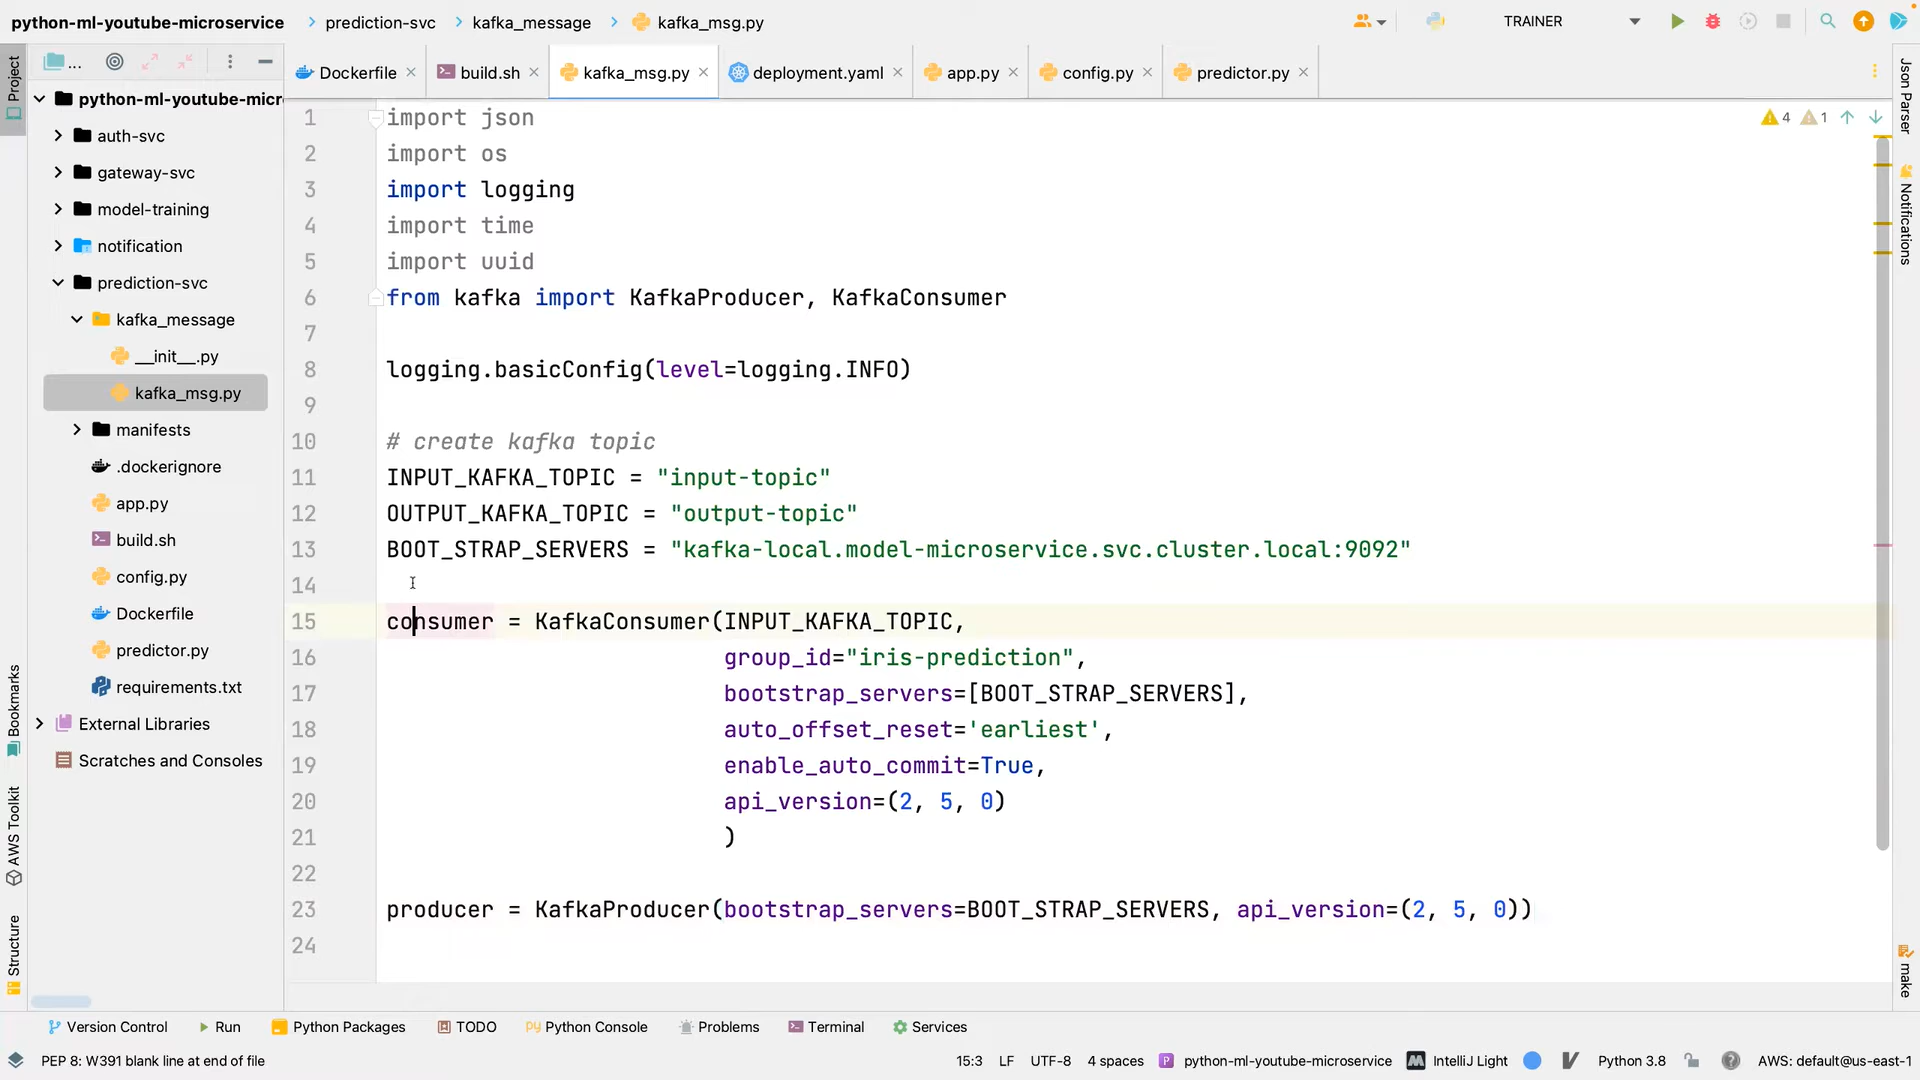 python-ml-youtube-microservice
prediction-svc
kafka_message
kafka_msg.py
TRAINER
Project
...
Dockerfile
build.sh
kafka_msg.py
deployment.yaml
app.py
config.py
predictor.py
python-ml-youtube-micr
auth-svc
gateway-svc
model-training
notification
prediction-svc
kafka_message
__init__.py
kafka_msg.py
manifests
.dockerignore
app.py
build.sh
config.py
Dockerfile
predictor.py
requirements.txt
External Libraries
Scratches and Consoles
Bookmarks
AWS Toolkit
Structure
4
1
1 import json
2 import os
3 import logging
4 import time
5 import uuid
6 from kafka import KafkaProducer, KafkaConsumer
7
8 logging.basicConfig(level=logging.INFO)
9
10 # create kafka topic
11 INPUT_KAFKA_TOPIC = "input-topic"
12 OUTPUT_KAFKA_TOPIC = "output-topic"
13 BOOT_STRAP_SERVERS = "kafka-local.model-microservice.svc.cluster.local:9092"
14
15 consumer = KafkaConsumer(INPUT_KAFKA_TOPIC,
16 group_id="iris-prediction",
17 bootstrap_servers=[BOOT_STRAP_SERVERS],
18 auto_offset_reset='earliest',
19 enable_auto_commit=True,
20 api_version=(2, 5, 0)
21 )
22
23 producer = KafkaProducer(bootstrap_servers=BOOT_STRAP_SERVERS, api_version=(2, 5, 0))
24
Json Parser
Notifications
make
Version Control
Run
Python Packages
TODO
Python Console
Problems
Terminal
Services
PEP 8: W391 blank line at end of file
15:3
LF
UTF-8
4 spaces
python-ml-youtube-microservice
IntelliJ Light
Python 3.8
AWS: default@us-east-1